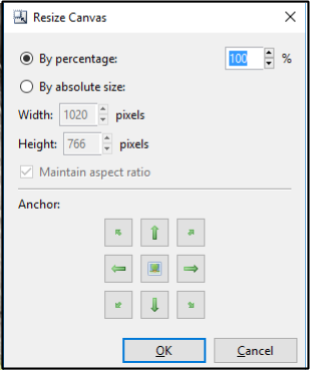 Resize Canvas
By percentage: 100 %
By absolute size:
Width: 1020 pixels
Height: 766 pixels
Maintain aspect ratio
Anchor:
OK Cancel